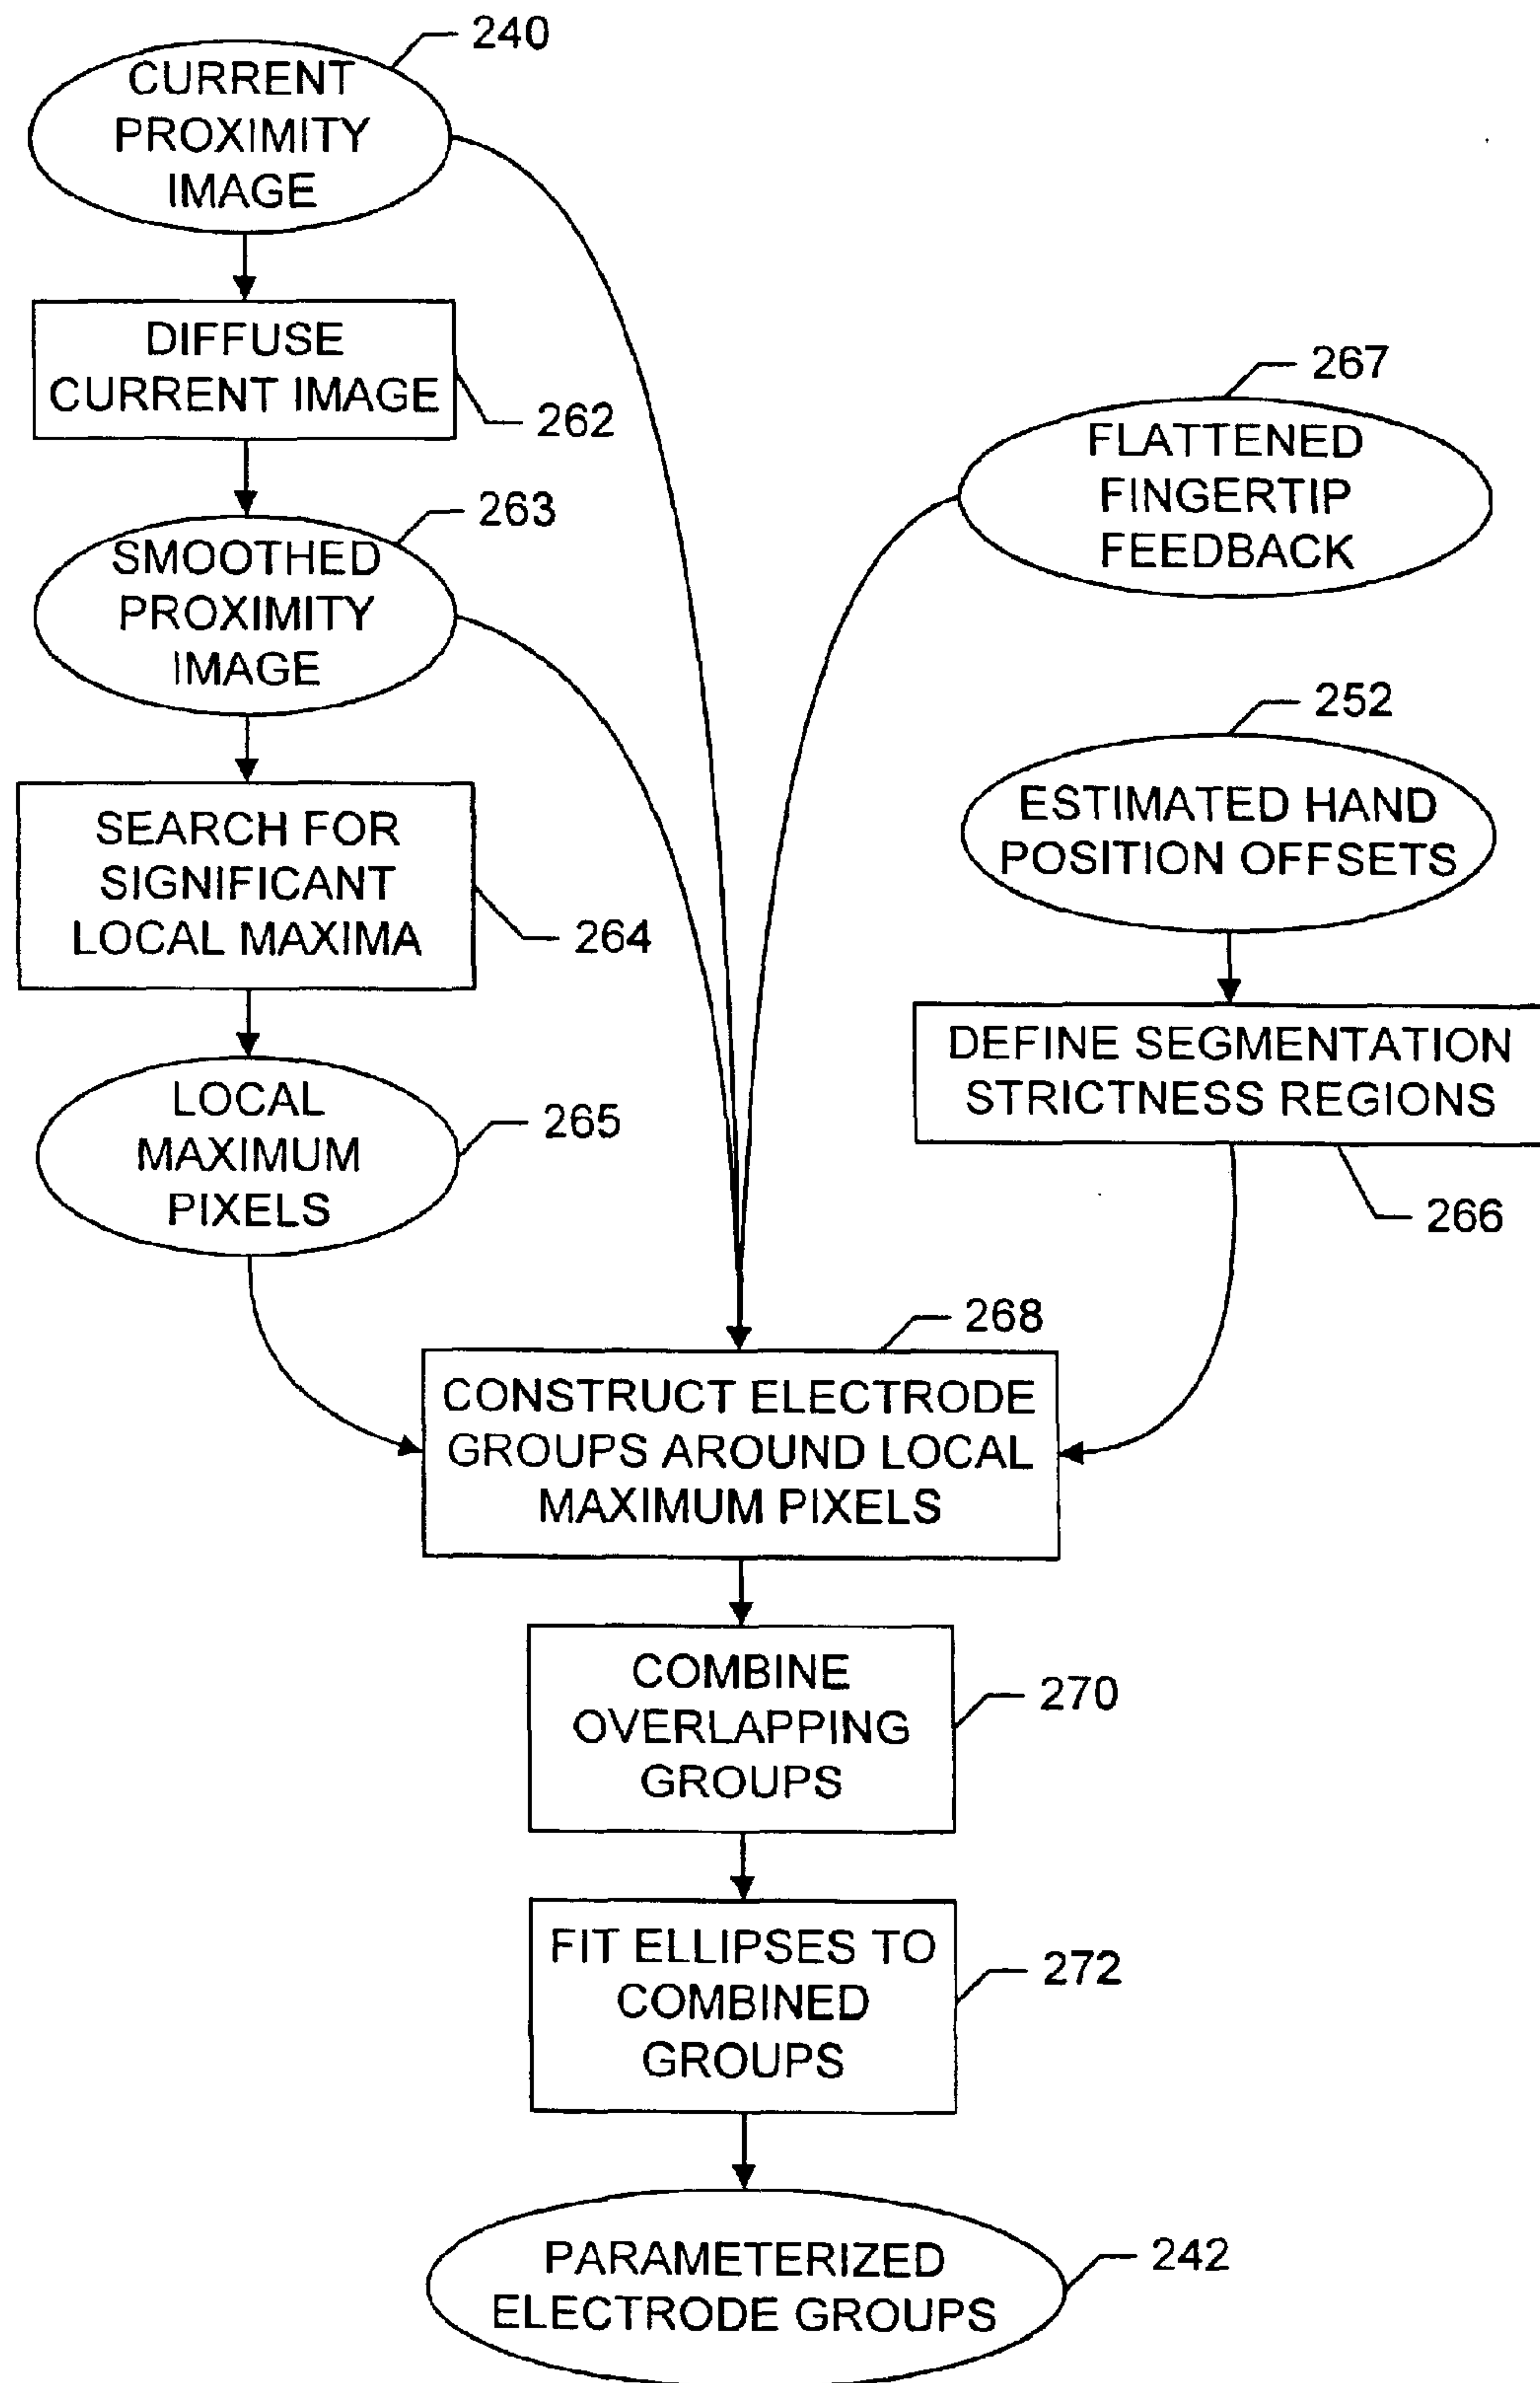 240
CURRENT
PROXIMITY
IMAGE
DIFFUSE
CURRENT IMAGE
262
263
SMOOTHED
PROXIMITY
IMAGE
SEARCH FOR
SIGNIFICANT
LOCAL MAXIMA
264
LOCAL
MAXIMUM
PIXELS
265
267
FLATTENED
FINGERTIP
FEEDBACK
252
ESTIMATED HAND
POSITION OFFSETS
DEFINE SEGMENTATION
STRICTNESS REGIONS
266
268
CONSTRUCT ELECTRODE
GROUPS AROUND LOCAL
MAXIMUM PIXELS
COMBINE
OVERLAPPING
GROUPS
270
FIT ELLIPSES TO
COMBINED
GROUPS
272
PARAMETERIZED
ELECTRODE GROUPS
242